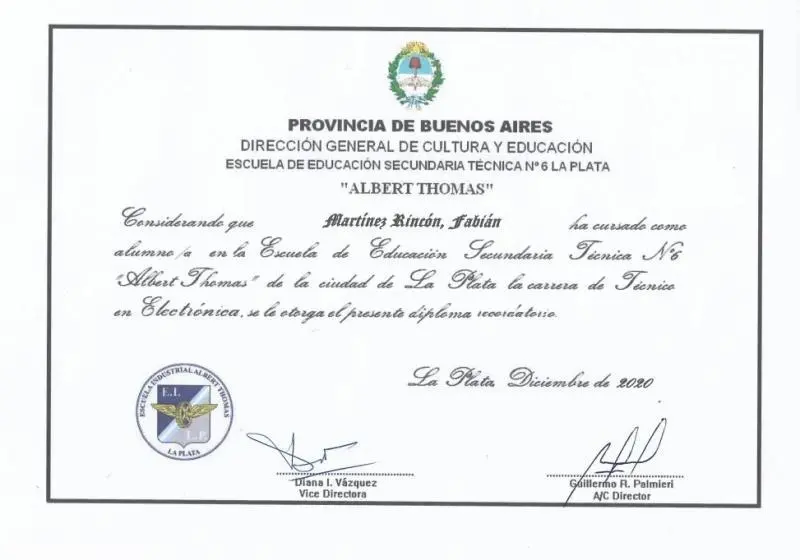 PROVINCIA DE BUENOS AIRES
DIRECCIÓN GENERAL DE CULTURA Y EDUCACIÓN
ESCUELA DE EDUCACIÓN SECUNDARIA TÉCNICA Nº 6 LA PLATA
"ALBERT THOMAS"
Considerando que Martínez Rincón, Fabián ha cursado como
alumno/a en la Escuela de Educación Secundaria Técnica Nº6
"Albert Thomas" de la ciudad de La Plata la carrera de Técnico
en Electrónica, se le otorga el presente diploma recordatorio.
La Plata, Diciembre de 2020
ESCUELA INDUSTRIAL ALBERT THOMAS
E.I.
L.P.
LA PLATA
Diana I. Vázquez
Vice Directora
Guillermo R. Palmieri
A/C Director